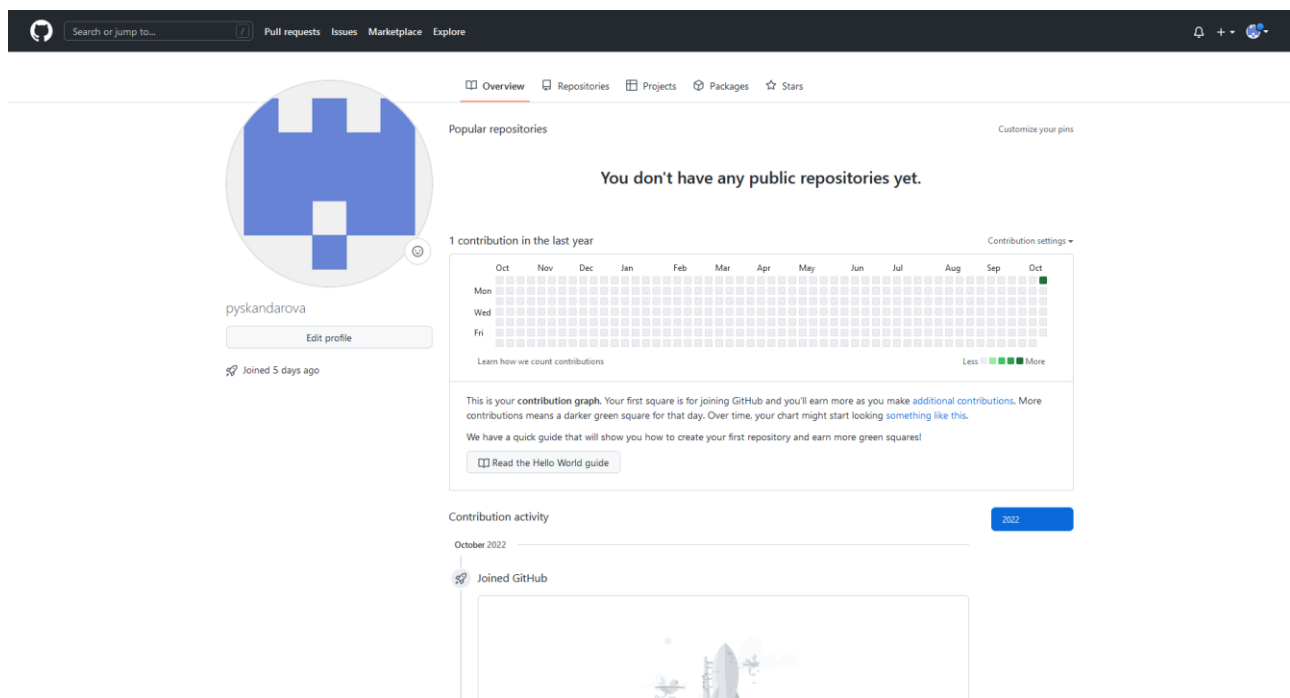 Search or jump to... /
Pull requests Issues Marketplace Explore
Overview Repositories Projects Packages Stars
Popular repositories Customize your pins
You don't have any public repositories yet.
1 contribution in the last year Contribution settings
Oct Nov Dec Jan Feb Mar Apr May Jun Jul Aug Sep Oct
Mon
Wed
Fri
Learn how we count contributions Less More
pyskandarova
Edit profile
Joined 5 days ago
This is your contribution graph. Your first square is for joining GitHub and you'll earn more as you make additional contributions. More
contributions means a darker green square for that day. Over time, your chart might start looking something like this.
We have a quick guide that will show you how to create your first repository and earn more green squares!
Read the Hello World guide
Contribution activity 2022
October 2022
Joined GitHub